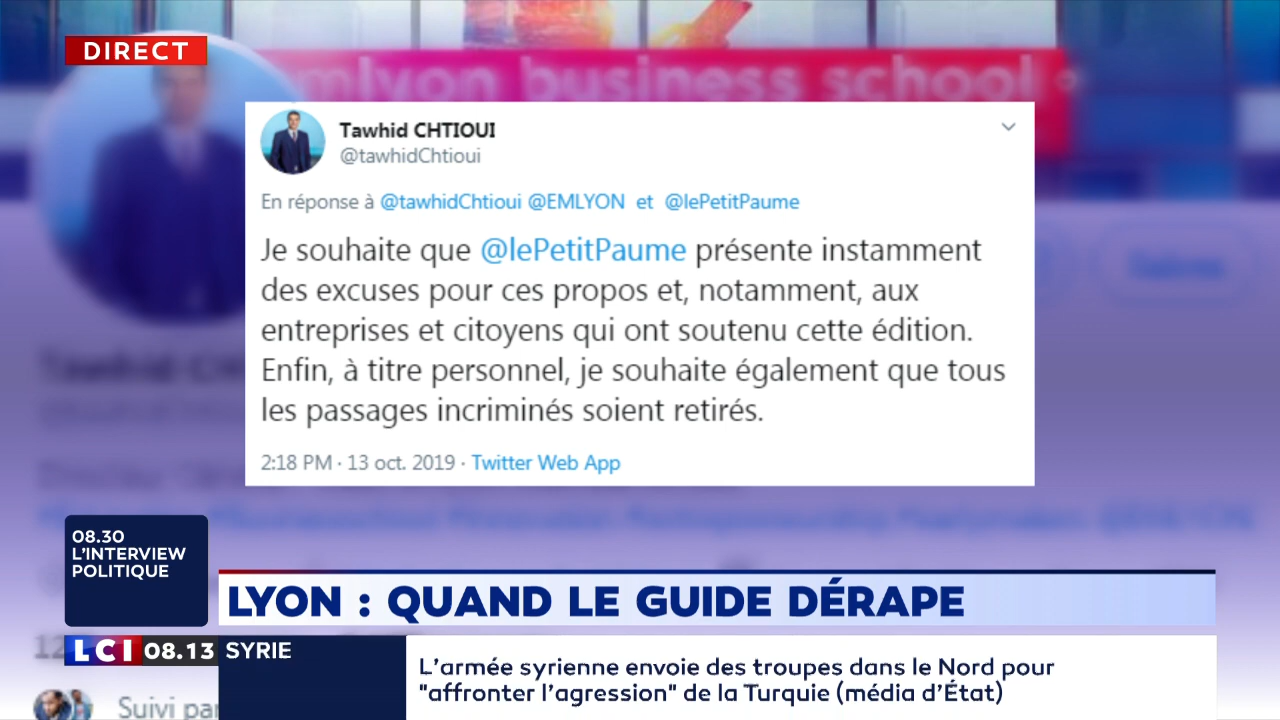 DIRECT
emlyon business school
Tawhid CHTIOUI
@tawhidChtioui
En réponse à @tawhidChtioui @EMLYON et @lePetitPaume
Je souhaite que @lePetitPaume présente instamment
des excuses pour ces propos et, notamment, aux
entreprises et citoyens qui ont soutenu cette édition.
Enfin, à titre personnel, je souhaite également que tous
les passages incriminés soient retirés.
2:18 PM · 13 oct. 2019 · Twitter Web App
08.30
L'INTERVIEW
POLITIQUE
LYON : QUAND LE GUIDE DÉRAPE
LCI 08.13 SYRIE
L'armée syrienne envoie des troupes dans le Nord pour
"affronter l'agression" de la Turquie (média d'État)
Suivi par